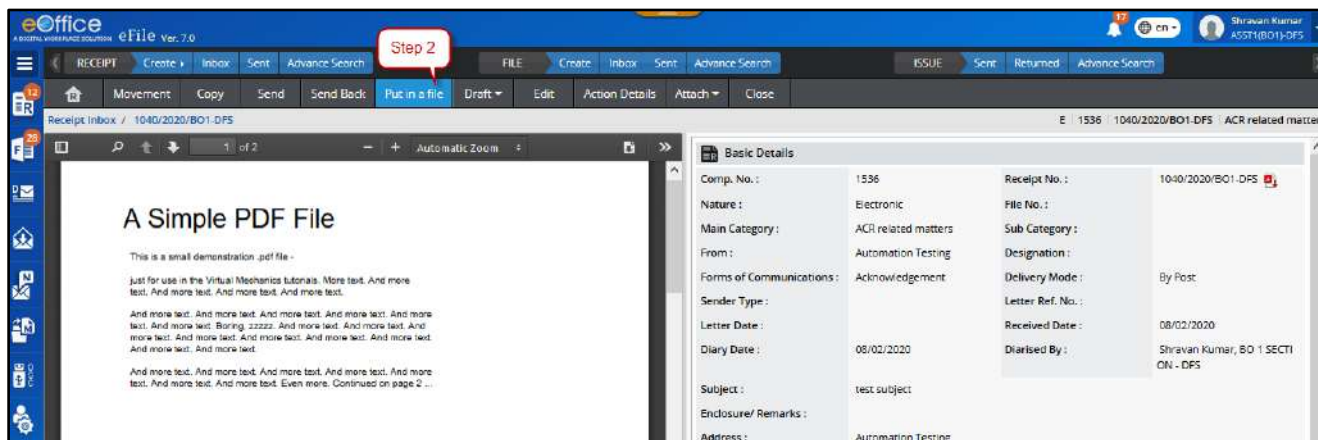 eOffice
A DIGITAL WORKPLACE SOLUTION
eFile Ver. 7.0
17
en
Shravan Kumar
ASST1(BO1)-DFS
Step 2
RECEIPT Create Inbox Sent Advance Search FILE Create Inbox Sent Advance Search ISSUE Sent Returned Advance Search
12
Movement Copy Send Send Back Put in a file Draft Edit Action Details Attach Close
Receipt Inbox / 1040/2020/BO1-DFS E 1536 1040/2020/BO1-DFS ACR related matter
28
1 of 2 Automatic Zoom
A Simple PDF File
This is a small demonstration .pdf file -
just for use in the Virtual Mechanics tutorials. More text. And more
text. And more text. And more text. And more text.
And more text. And more text. And more text. And more text. And more
text. And more text. Boring, zzzzz. And more text. And more text. And
more text. And more text. And more text. And more text. And more text.
And more text. And more text.
And more text. And more text. And more text. And more text. And more
text. And more text. And more text. Even more. Continued on page 2 ...
Basic Details
Comp. No. : 1536 Receipt No. : 1040/2020/BO1-DFS
Nature : Electronic File No. :
Main Category : ACR related matters Sub Category :
From : Automation Testing Designation :
Forms of Communications : Acknowledgement Delivery Mode : By Post
Sender Type : Letter Ref. No. :
Letter Date : Received Date : 08/02/2020
Diary Date : 08/02/2020 Diarised By : Shravan Kumar, BO 1 SECTI
ON - DFS
Subject : test subject
Enclosure/ Remarks :
Address : Automation Testing